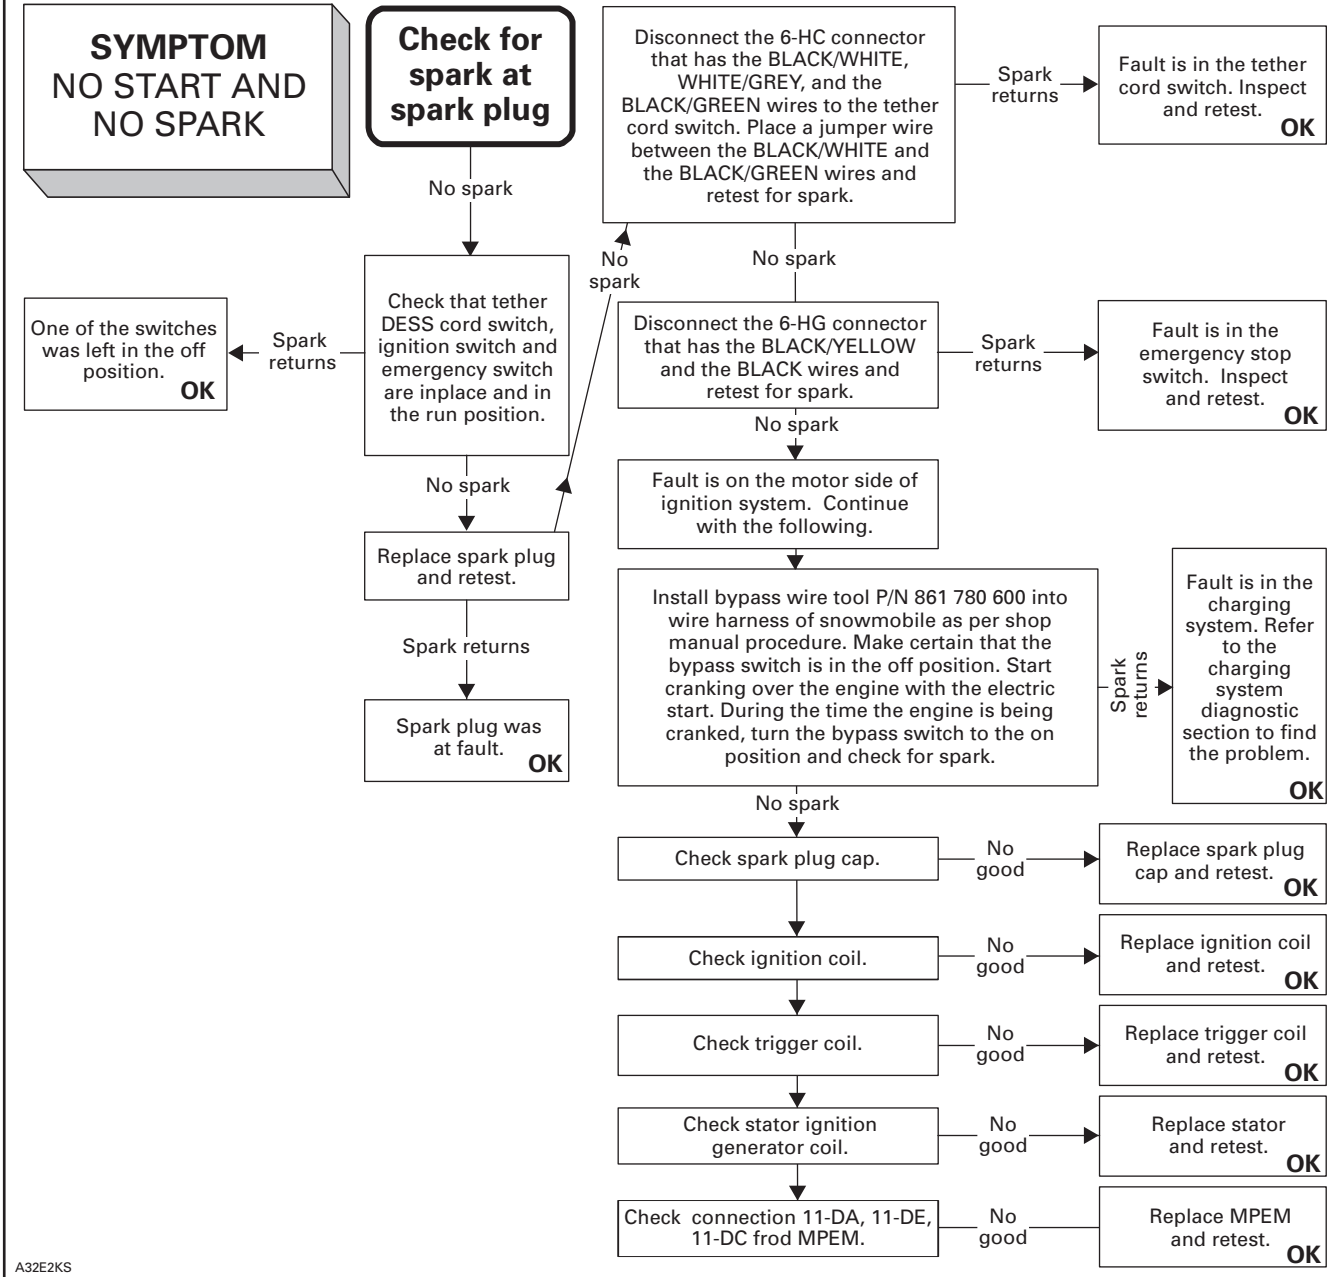 SYMPTOM
NO START AND
NO SPARK
Check for
spark at
spark plug
No spark
Check that tether
DESS cord switch,
ignition switch and
emergency switch
are inplace and in
the run position.
Spark
returns
One of the switches
was left in the off
position.
OK
No spark
Replace spark plug
and retest.
Spark returns
Spark plug was
at fault.
OK
No
spark
Disconnect the 6-HC connector
that has the BLACK/WHITE,
WHITE/GREY, and the
BLACK/GREEN wires to the tether
cord switch. Place a jumper wire
between the BLACK/WHITE and
the BLACK/GREEN wires and
retest for spark.
Spark
returns
Fault is in the tether
cord switch. Inspect
and retest.
OK
No spark
Disconnect the 6-HG connector
that has the BLACK/YELLOW
and the BLACK wires and
retest for spark.
Spark
returns
Fault is in the
emergency stop
switch. Inspect
and retest.
OK
No spark
Fault is on the motor side of
ignition system. Continue
with the following.
Install bypass wire tool P/N 861 780 600 into
wire harness of snowmobile as per shop
manual procedure. Make certain that the
bypass switch is in the off position. Start
cranking over the engine with the electric
start. During the time the engine is being
cranked, turn the bypass switch to the on
position and check for spark.
Spark
returns
Fault is in the
charging
system. Refer
to the
charging
system
diagnostic
section to find
the problem.
OK
No spark
Check spark plug cap.
No
good
Replace spark plug
cap and retest.
OK
Check ignition coil.
No
good
Replace ignition coil
and retest.
OK
Check trigger coil.
No
good
Replace trigger coil
and retest.
OK
Check stator ignition
generator coil.
No
good
Replace stator
and retest.
OK
Check connection 11-DA, 11-DE,
11-DC frod MPEM.
No
good
Replace MPEM
and retest.
OK
A32E2KS